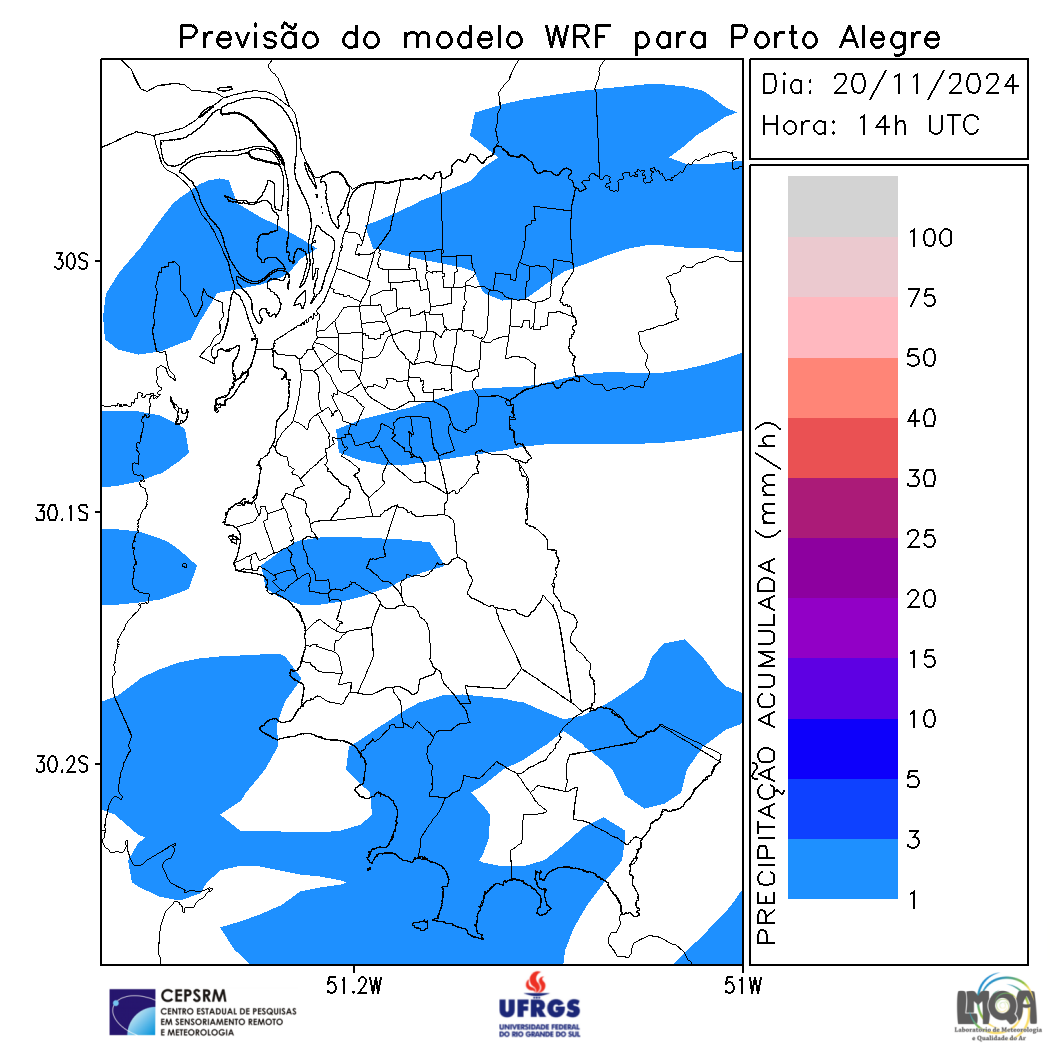 Previsão do modelo WRF para Porto Alegre
Dia: 20/11/2024
Hora: 14h UTC
30S
30.1S
30.2S
51.2W
51W
PRECIPITAÇÃO ACUMULADA (mm/h)
100
75
50
40
30
25
20
15
10
5
3
1
CEPSRM
CENTRO ESTADUAL DE PESQUISAS
EM SENSORIAMENTO REMOTO
E METEOROLOGIA
UFRGS
UNIVERSIDADE FEDERAL
DO RIO GRANDE DO SUL
LMQA
Laboratório de Meteorologia
e Qualidade do Ar